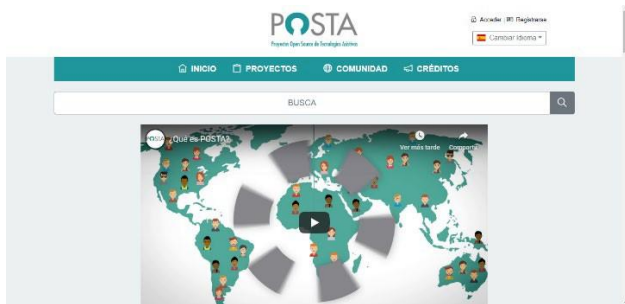 POSTA
Proyectos Open Source de Tecnologías Asistivas
Acceder | Registrarse
Cambiar Idioma
INICIO PROYECTOS COMUNIDAD CRÉDITOS
BUSCA
POSTA ¿Qué es POSTA?
Ver más tarde Compartir